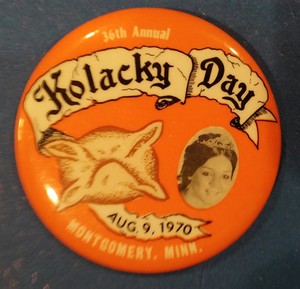 36th Annual
Kolacky Day
AUG. 9, 1970
MONTGOMERY, MINN.